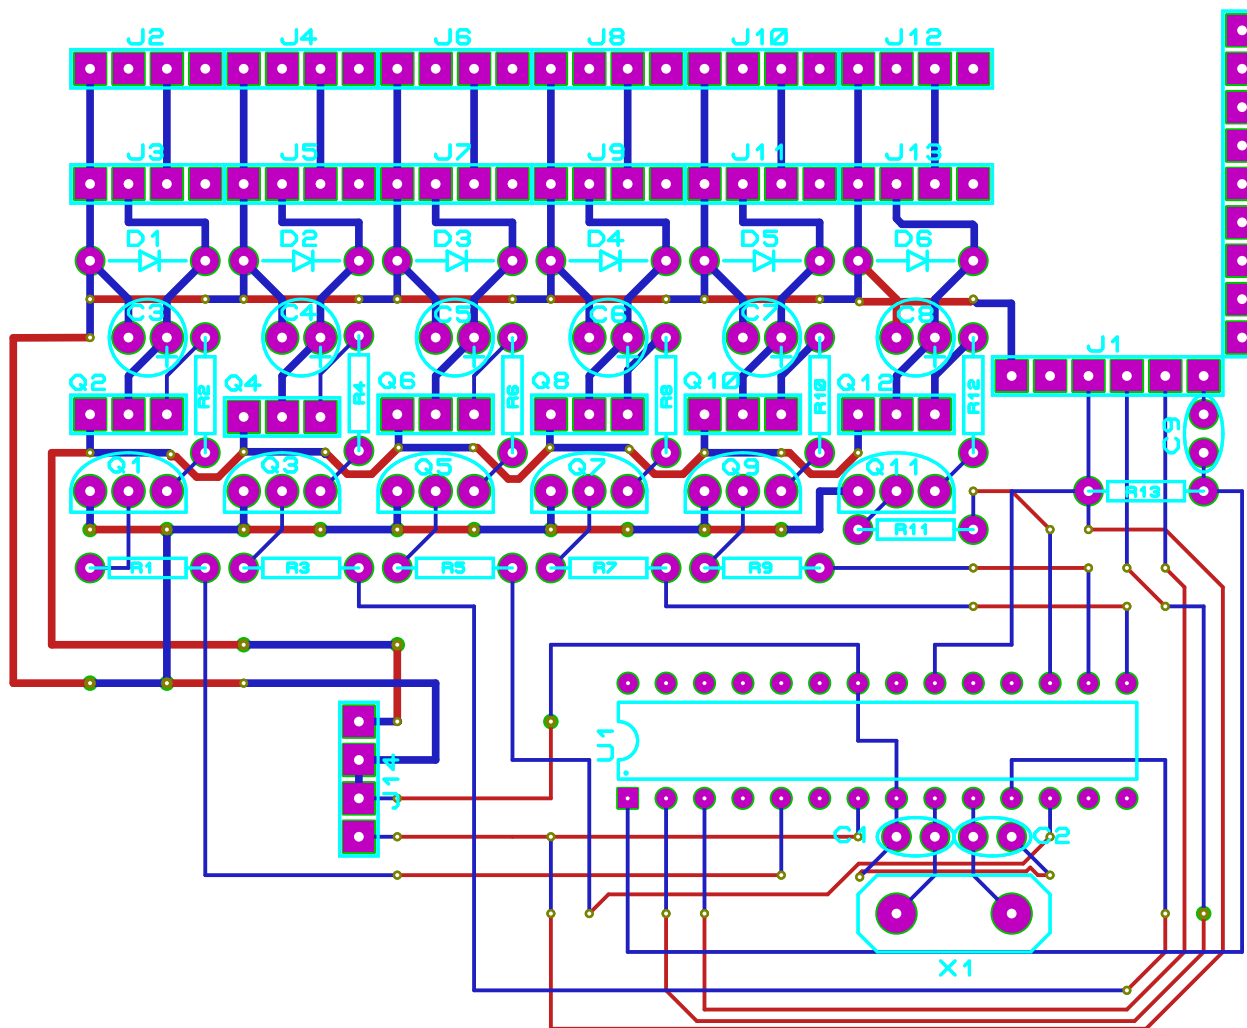 J2 J4 J6 J8 J10 J12
J3 J5 J7 J9 J11 J13
D1 D2 D3 D4 D5 D6
C3 C4 C5 C6 C7 C8
J1
Q2 Q4 Q6 Q8 Q10 Q12
R2 R4 R6 R8 R10 R12
C9
Q1 Q3 Q5 Q7 Q9 Q11
R13
R11
R1 R3 R5 R7 R9
U1
J14
C1 C2
X1